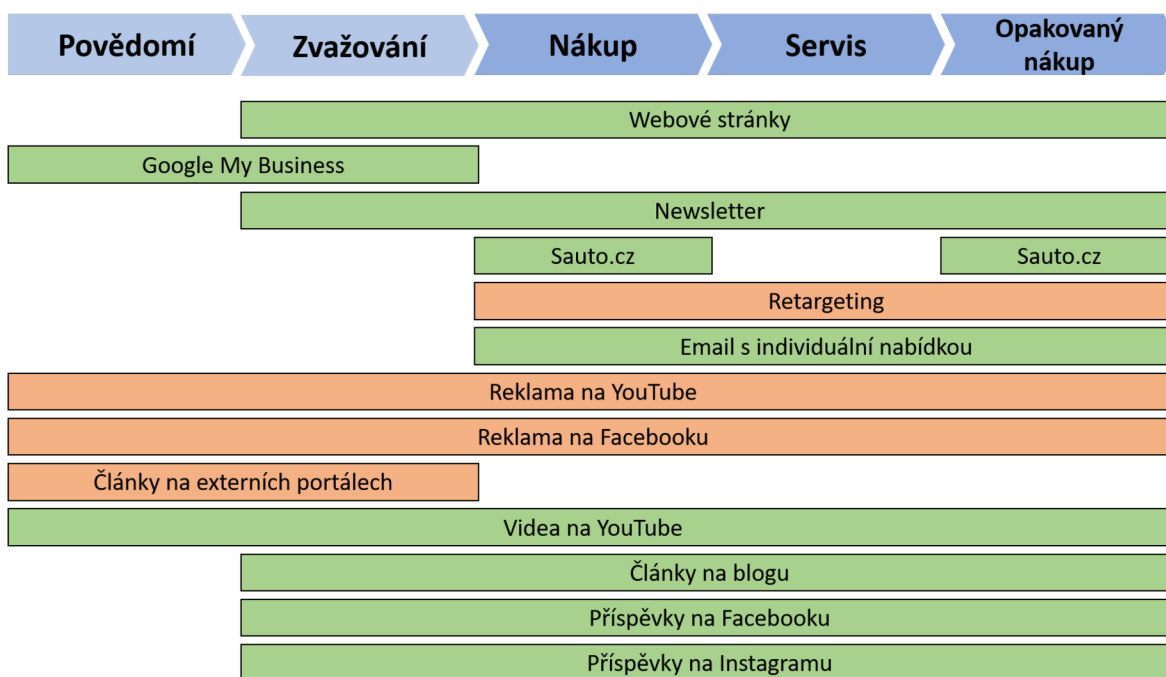 Povědomí
Zvažování
Nákup
Servis
Opakovaný
nákup
Webové stránky
Google My Business
Newsletter
Sauto.cz
Sauto.cz
Retargeting
Email s individuální nabídkou
Reklama na YouTube
Reklama na Facebooku
Články na externích portálech
Videa na YouTube
Články na blogu
Příspěvky na Facebooku
Příspěvky na Instagramu